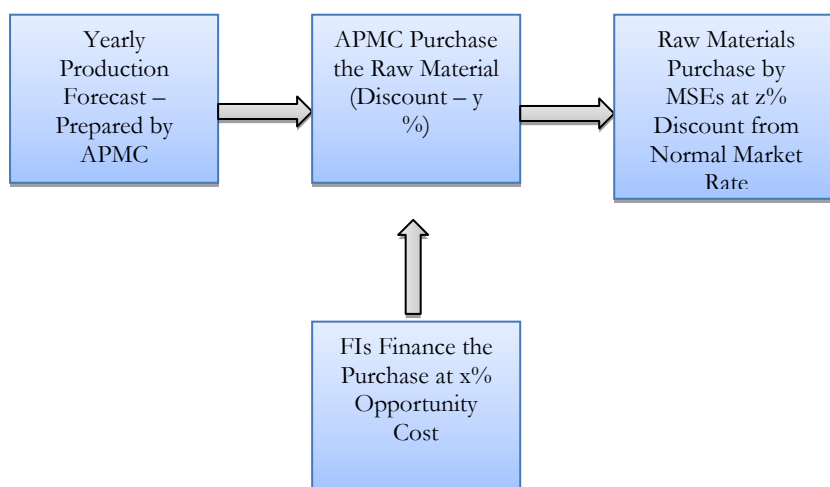 Yearly
Production
Forecast –
Prepared by
APMC
APMC Purchase
the Raw Material
(Discount – y
%)
Raw Materials
Purchase by
MSEs at z%
Discount from
Normal Market
Rate
FIs Finance the
Purchase at x%
Opportunity
Cost